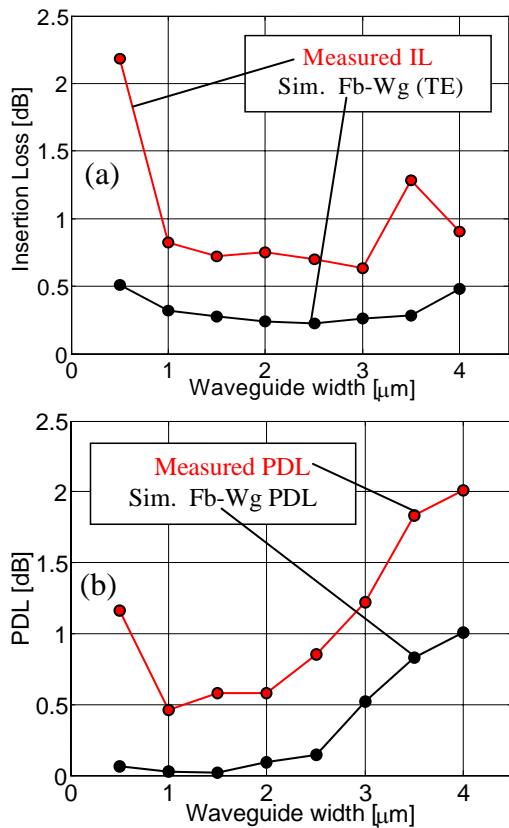 2.5
Measured IL
2
Sim. Fb-Wg (TE)
Insertion Loss [dB]
1.5
(a)
1
0.5
0
0 1 2 3 4
Waveguide width [μm]
2.5
Measured PDL
2
Sim. Fb-Wg PDL
1.5
PDL [dB]
(b)
1
0.5
0
0 1 2 3 4
Waveguide width [μm]